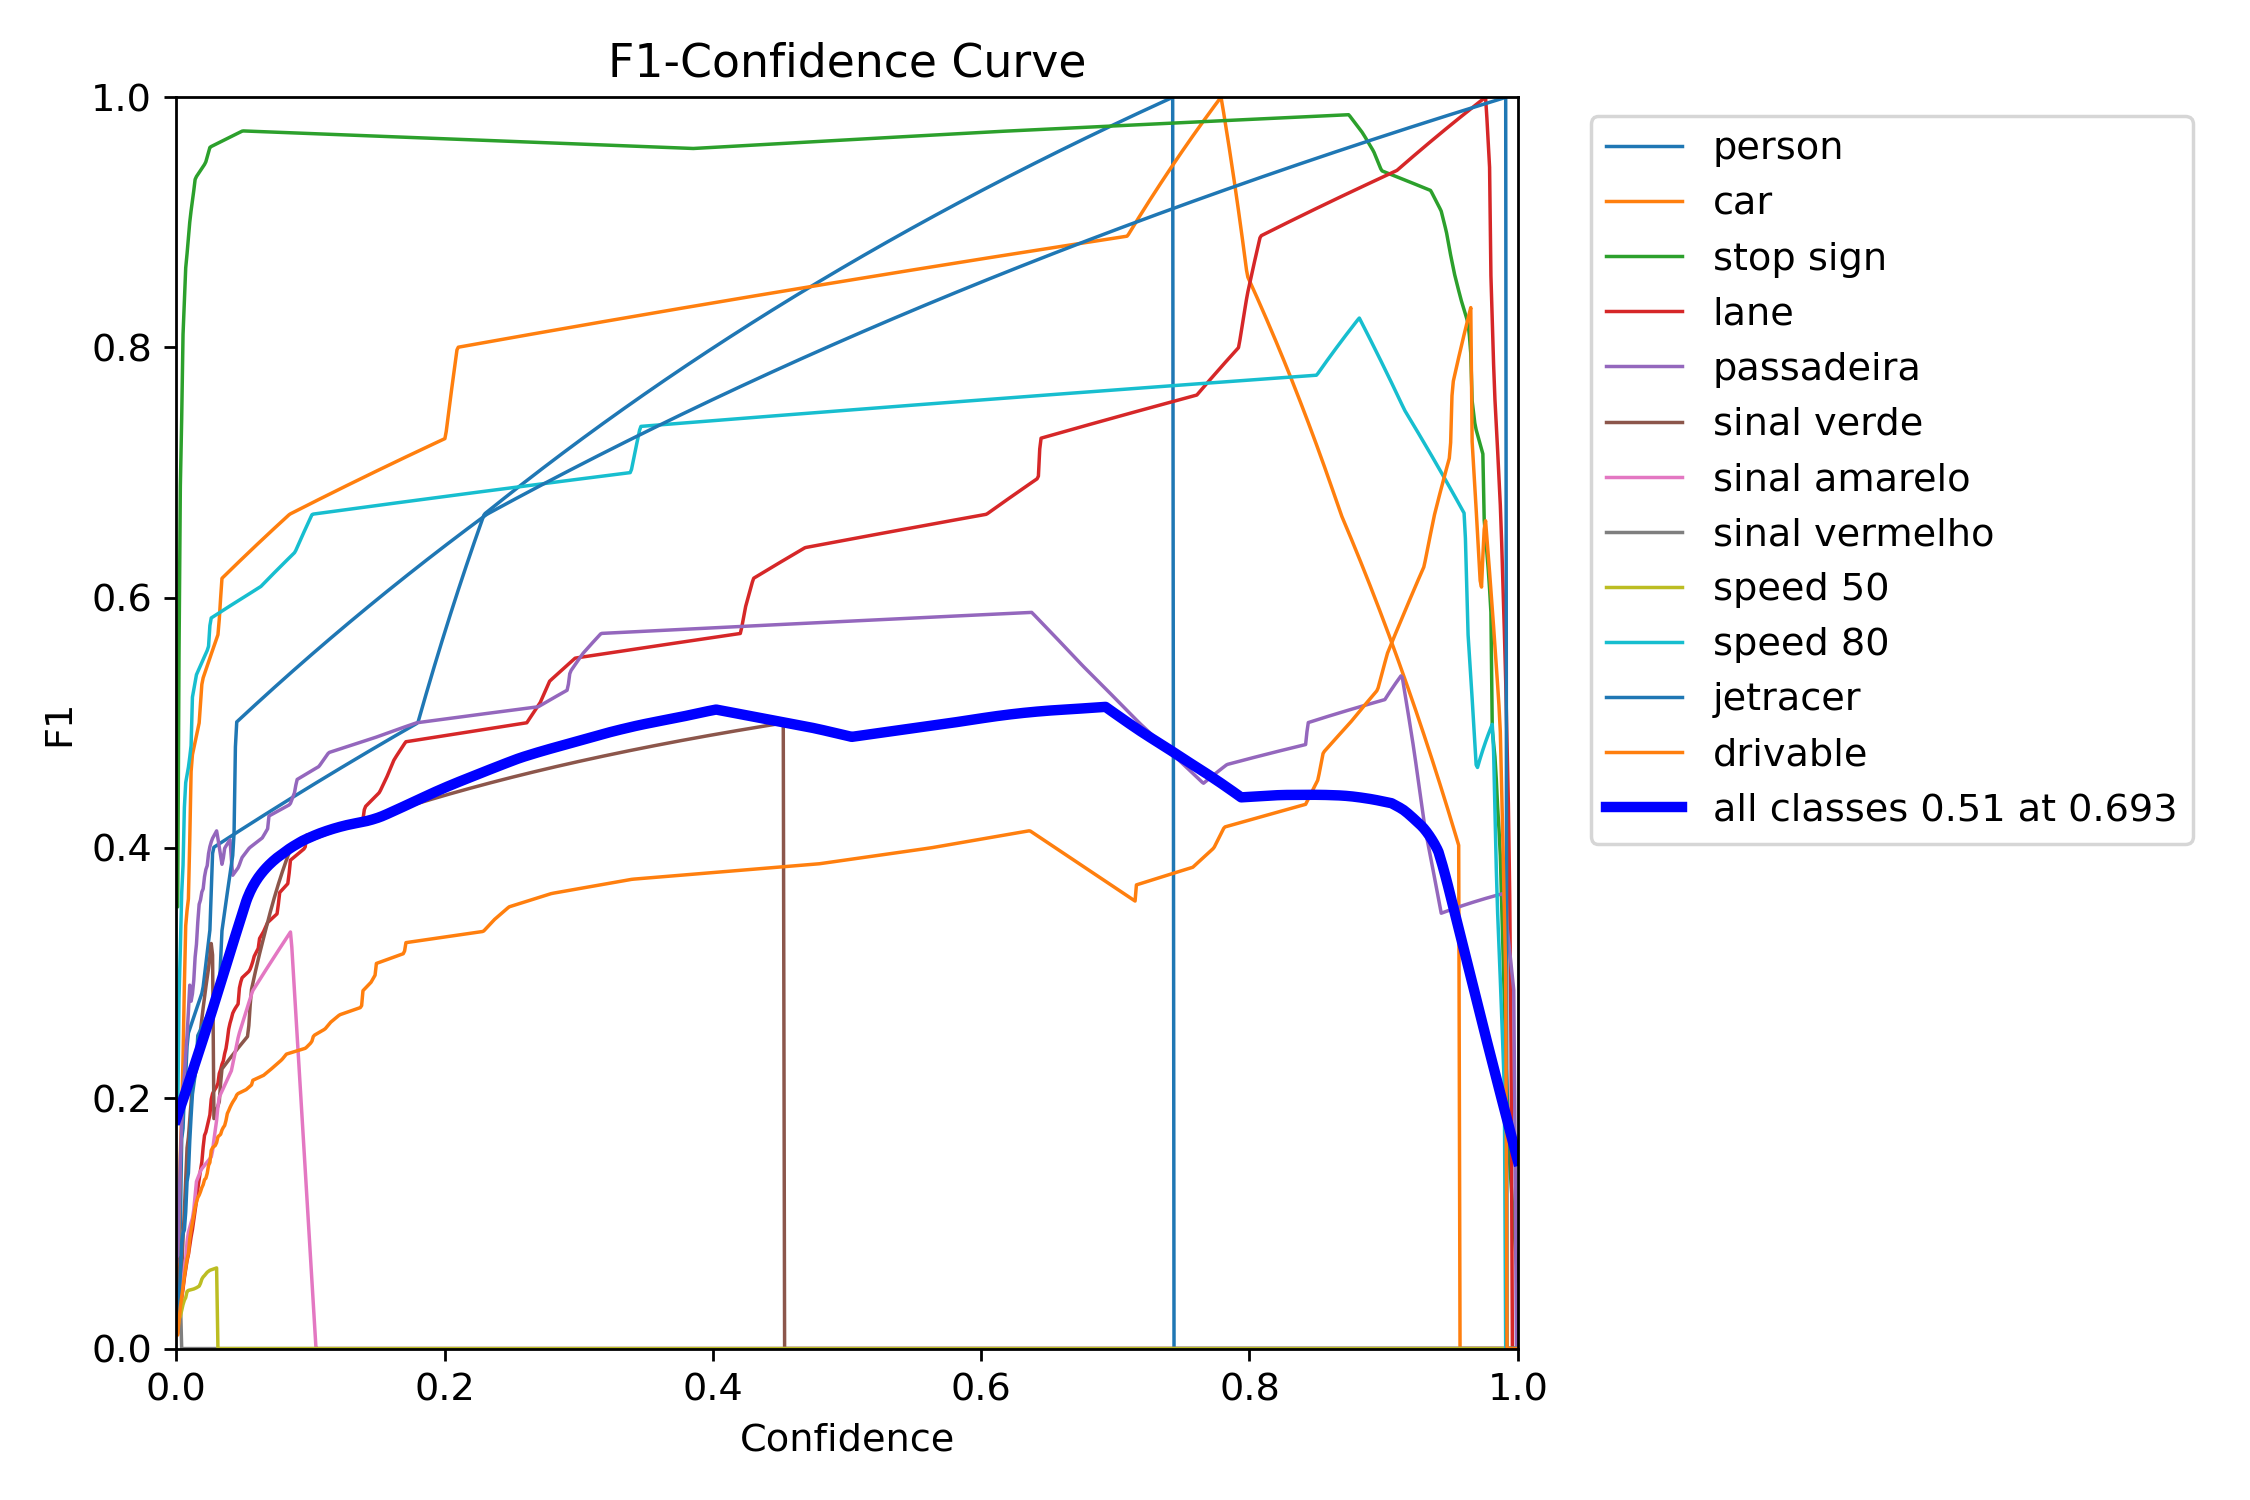 F1-Confidence Curve
1.0
0.8
0.6
0.4
0.2
0.0
F1
0.0 0.2 0.4 0.6 0.8 1.0
Confidence
person
car
stop sign
lane
passadeira
sinal verde
sinal amarelo
sinal vermelho
speed 50
speed 80
jetracer
drivable
all classes 0.51 at 0.693